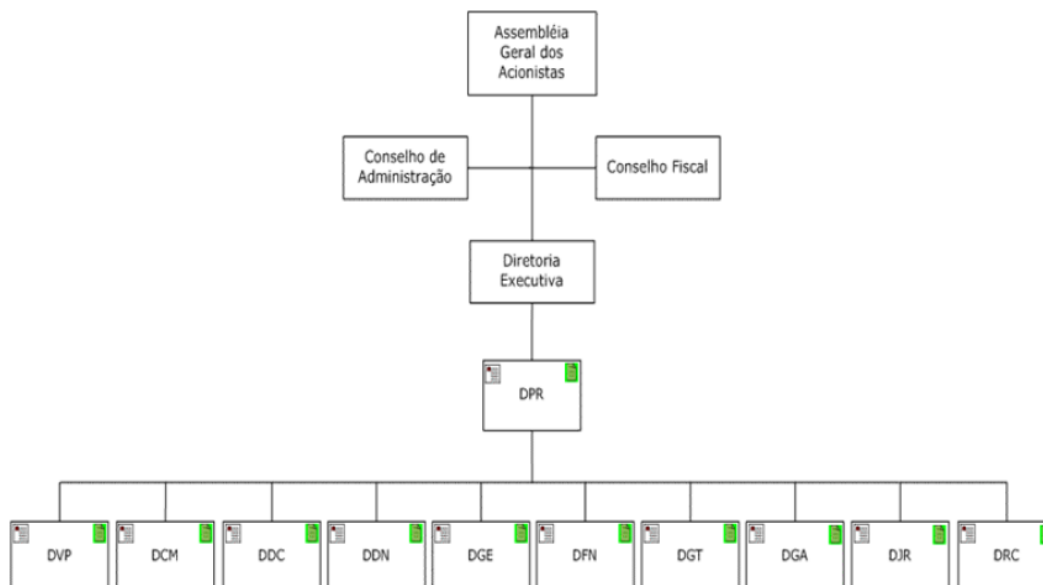 Assembléia
Geral dos
Acionistas
Conselho de
Administração
Conselho Fiscal
Diretoria
Executiva
DPR
DVP
DCM
DDC
DDN
DGE
DFN
DGT
DGA
DJR
DRC